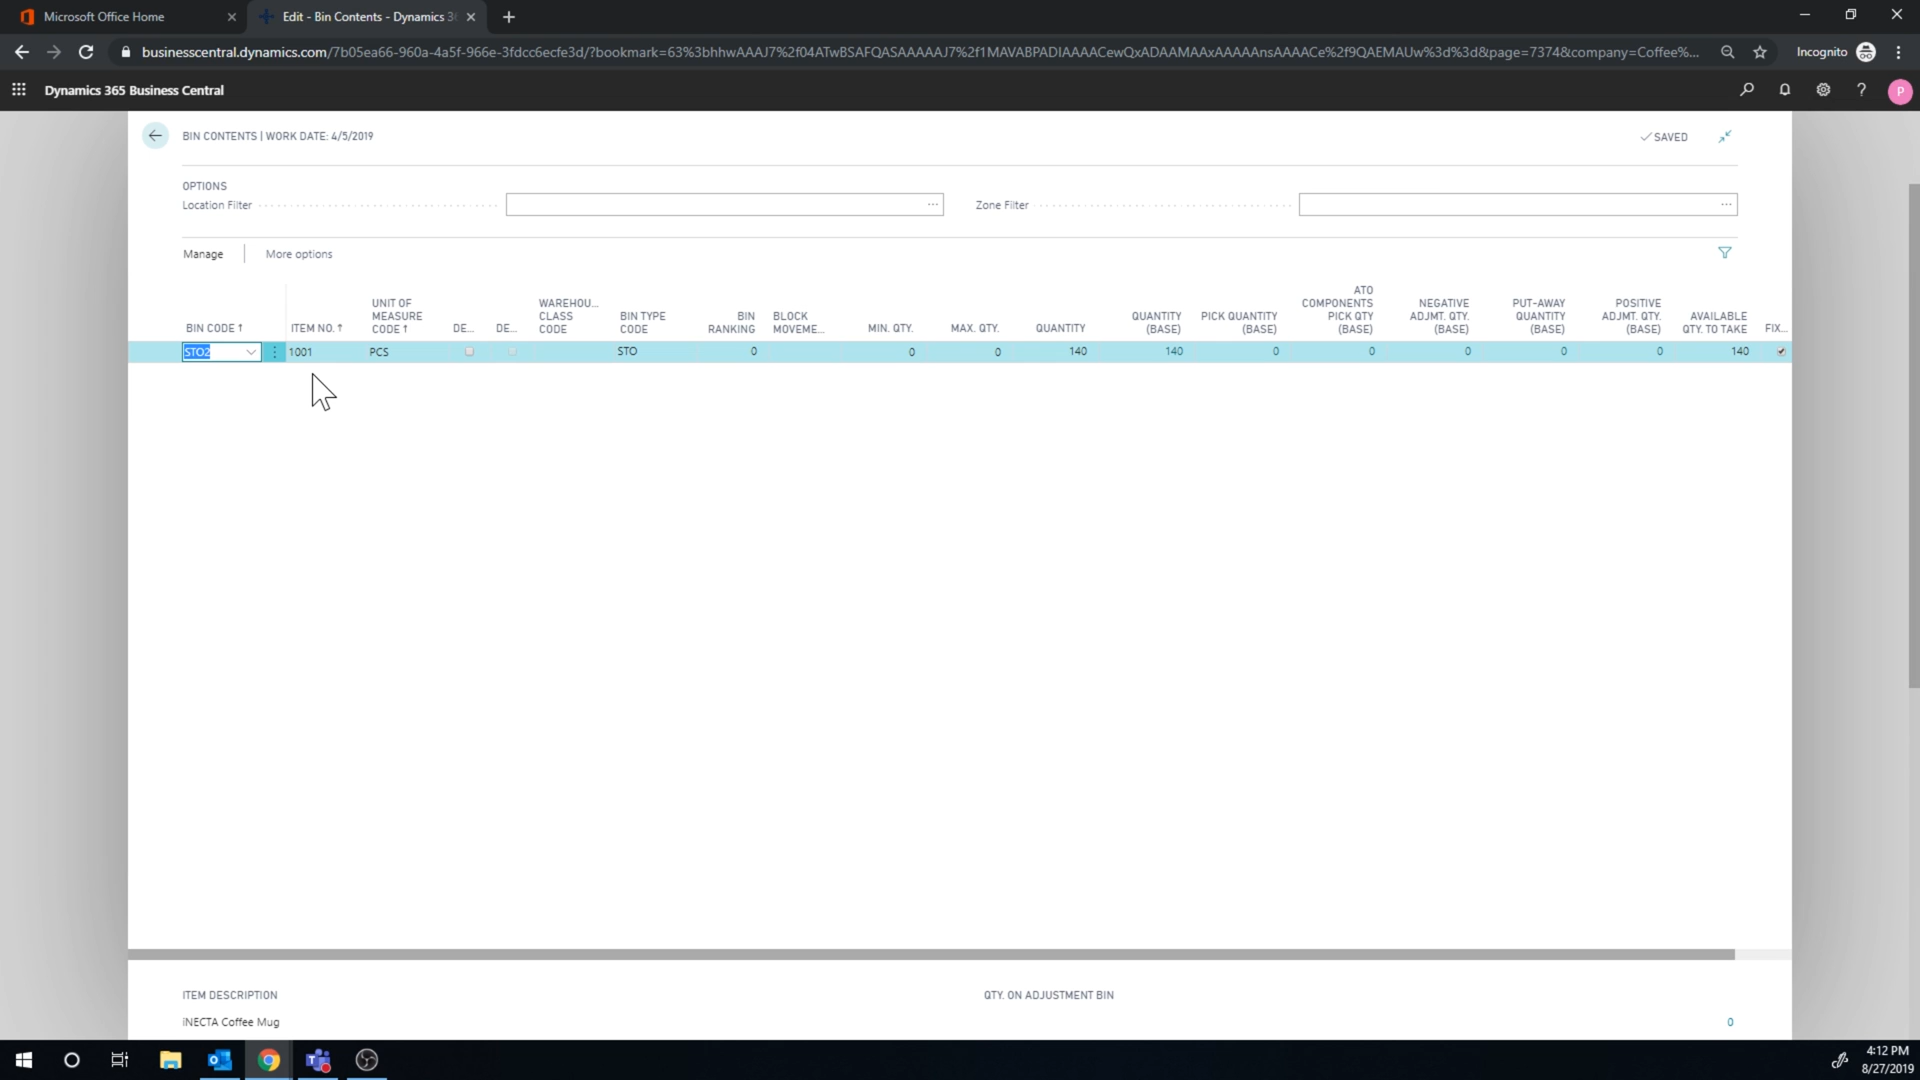 Microsoft Office Home
Edit - Bin Contents - Dynamics 3
businesscentral.dynamics.com/7b05ea66-960a-4a5f-966e-3fdcc6ecfe3d/?bookmark=63%3bhhwAAAJ7%2f04ATwBSAFQASAAAAAJ7%2f1MAVABPADIAAAACewQxADAAMAAxAAAAAnsAAAACe%2f9QAEMAUw%3d%3d&page=7374&company=Coffee%...
Incognito
Dynamics 365 Business Central
P
BIN CONTENTS | WORK DATE: 4/5/2019
SAVED
OPTIONS
Location Filter
Zone Filter
Manage
More options
BIN CODE ↑
ITEM NO. ↑
UNIT OF MEASURE CODE ↑
DE...
DE...
WAREHOU... CLASS CODE
BIN TYPE CODE
BIN RANKING
BLOCK MOVEME...
MIN. QTY.
MAX. QTY.
QUANTITY
QUANTITY (BASE)
PICK QUANTITY (BASE)
ATO COMPONENTS PICK QTY (BASE)
NEGATIVE ADJMT. QTY. (BASE)
PUT-AWAY QUANTITY (BASE)
POSITIVE ADJMT. QTY. (BASE)
AVAILABLE QTY. TO TAKE
FIX...
STO2 1001 PCS STO 0 0 0 140 140 0 0 0 0 0 140
ITEM DESCRIPTION
QTY. ON ADJUSTMENT BIN
iNECTA Coffee Mug
0
4:12 PM
8/27/2019